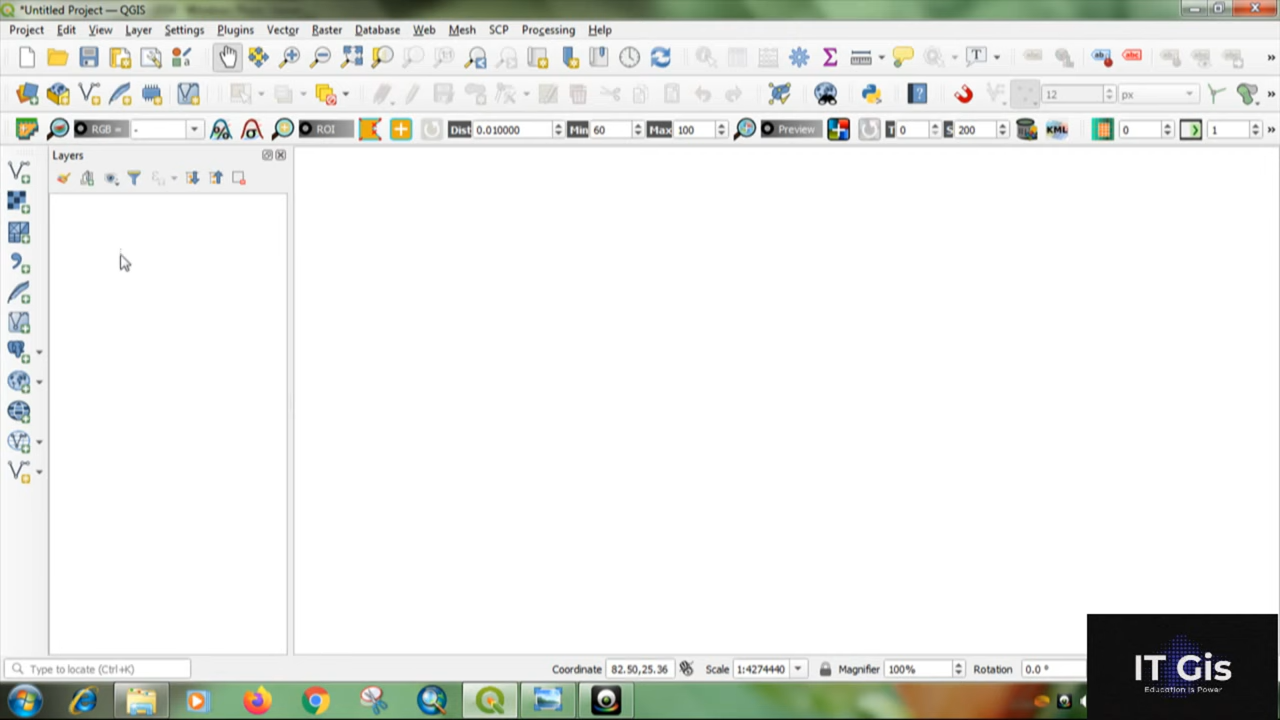 *Untitled Project — QGIS
Project Edit View Layer Settings Plugins Vector Raster Database Web Mesh SCP Processing Help
12 px
RGB = - ROI Dist 0.010000 Min 60 Max 100 Preview T 0 S 200 KML 0 1
Layers
Type to locate (Ctrl+K) Coordinate 82.50,25.36 Scale 1:4274440 Magnifier 100% Rotation 0.0 °
IT Gis
Education is Power